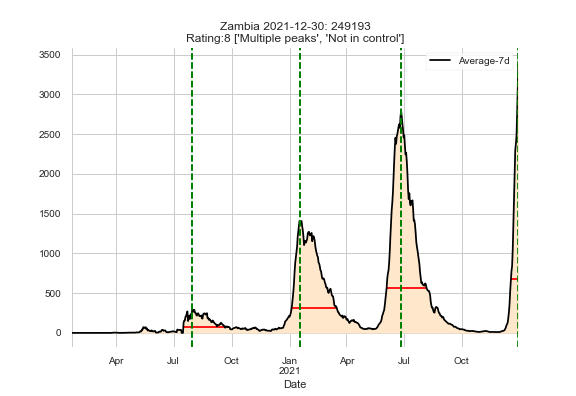 Zambia 2021-12-30: 249193
Rating:8 ['Multiple peaks', 'Not in control']
Average-7d
3500
3000
2500
2000
1500
1000
500
0
Apr Jul Oct Jan Apr Jul Oct
2021
Date